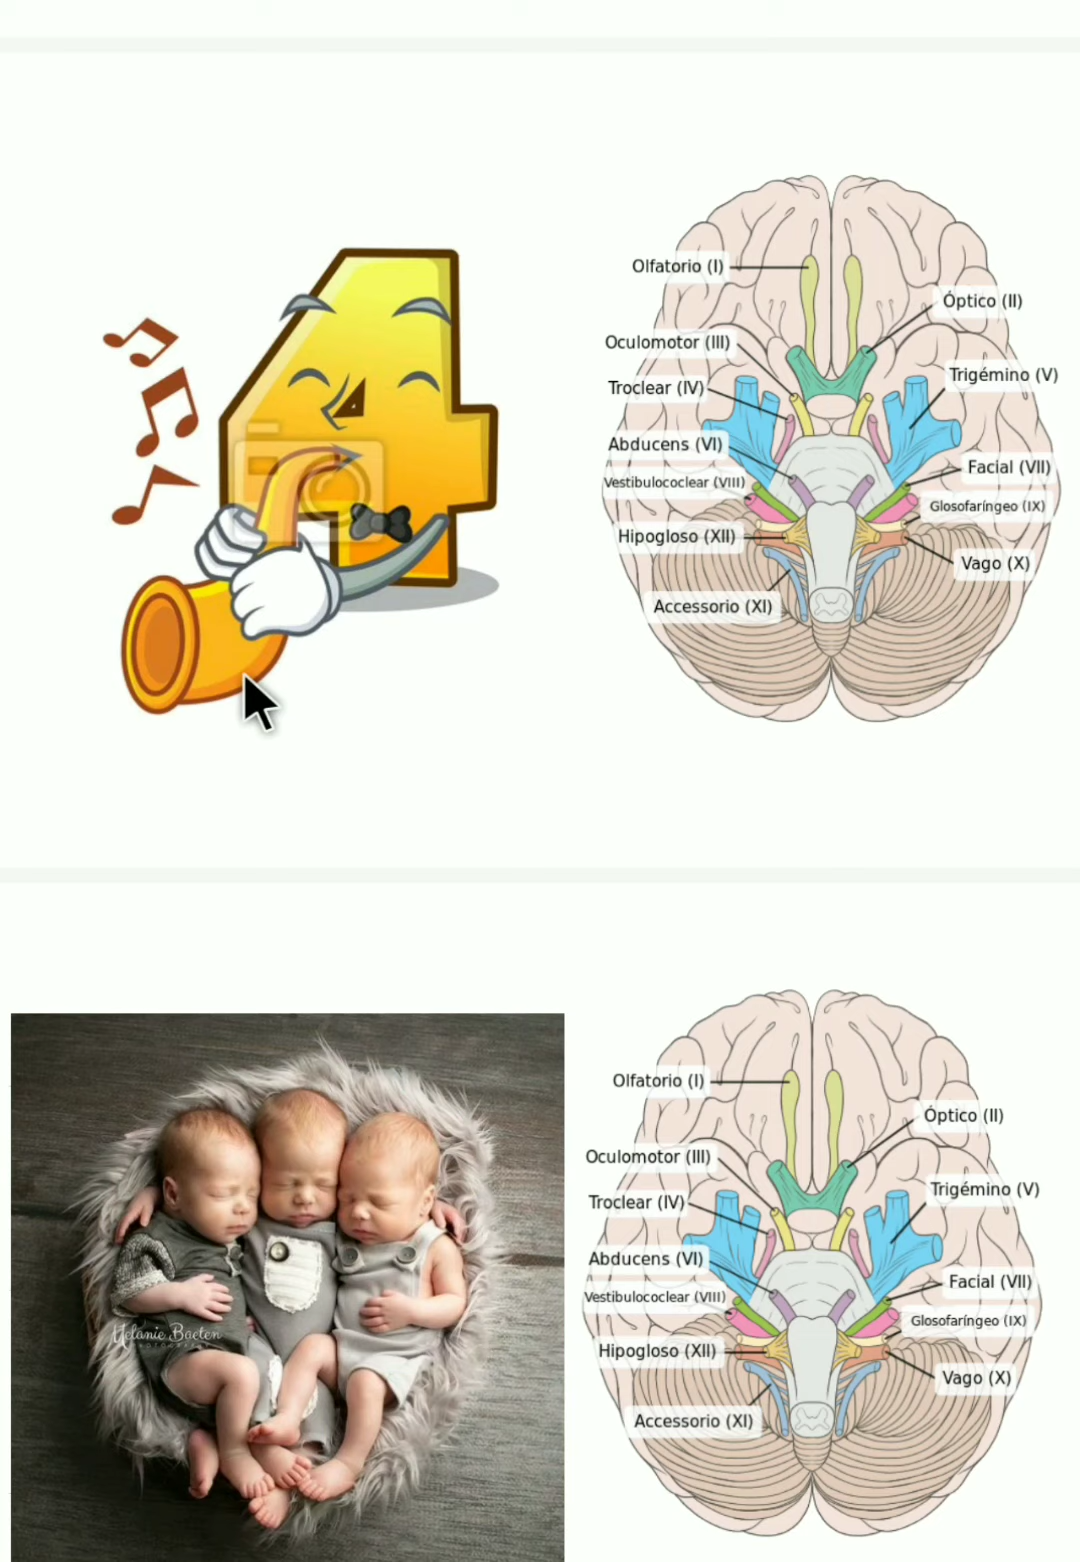 Olfatorio (I)
Óptico (II)
Oculomotor (III)
Trigémino (V)
Troclear (IV)
Abducens (VI)
Facial (VII)
Vestibulococlear (VIII)
Glosofaríngeo (IX)
Hipogloso (XII)
Vago (X)
Accessorio (XI)
Olfatorio (I)
Óptico (II)
Oculomotor (III)
Trigémino (V)
Troclear (IV)
Abducens (VI)
Facial (VII)
Vestibulococlear (VIII)
Glosofaríngeo (IX)
Melanie Baeten
Hipogloso (XII)
Vago (X)
Accessorio (XI)